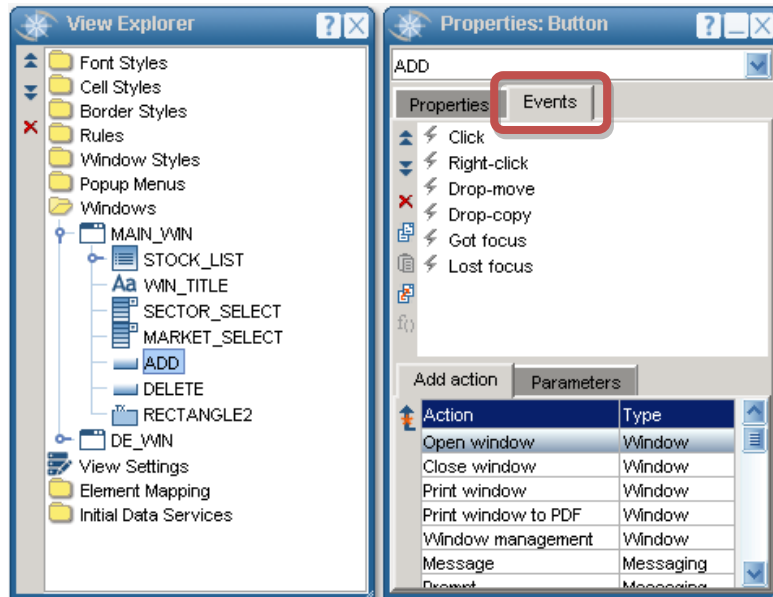 View Explorer
?
Font Styles
Cell Styles
Border Styles
Rules
Window Styles
Popup Menus
Windows
MAIN_WIN
STOCK_LIST
Aa WIN_TITLE
SECTOR_SELECT
MARKET_SELECT
ADD
DELETE
RECTANGLE2
DE_WIN
View Settings
Element Mapping
Initial Data Services
Properties: Button
?
ADD
Properties Events
Click
Right-click
Drop-move
Drop-copy
Got focus
Lost focus
f()
Add action Parameters
Action Type
Open window Window
Close window Window
Print window Window
Print window to PDF Window
Window management Window
Message Messaging
Prompt Messaging